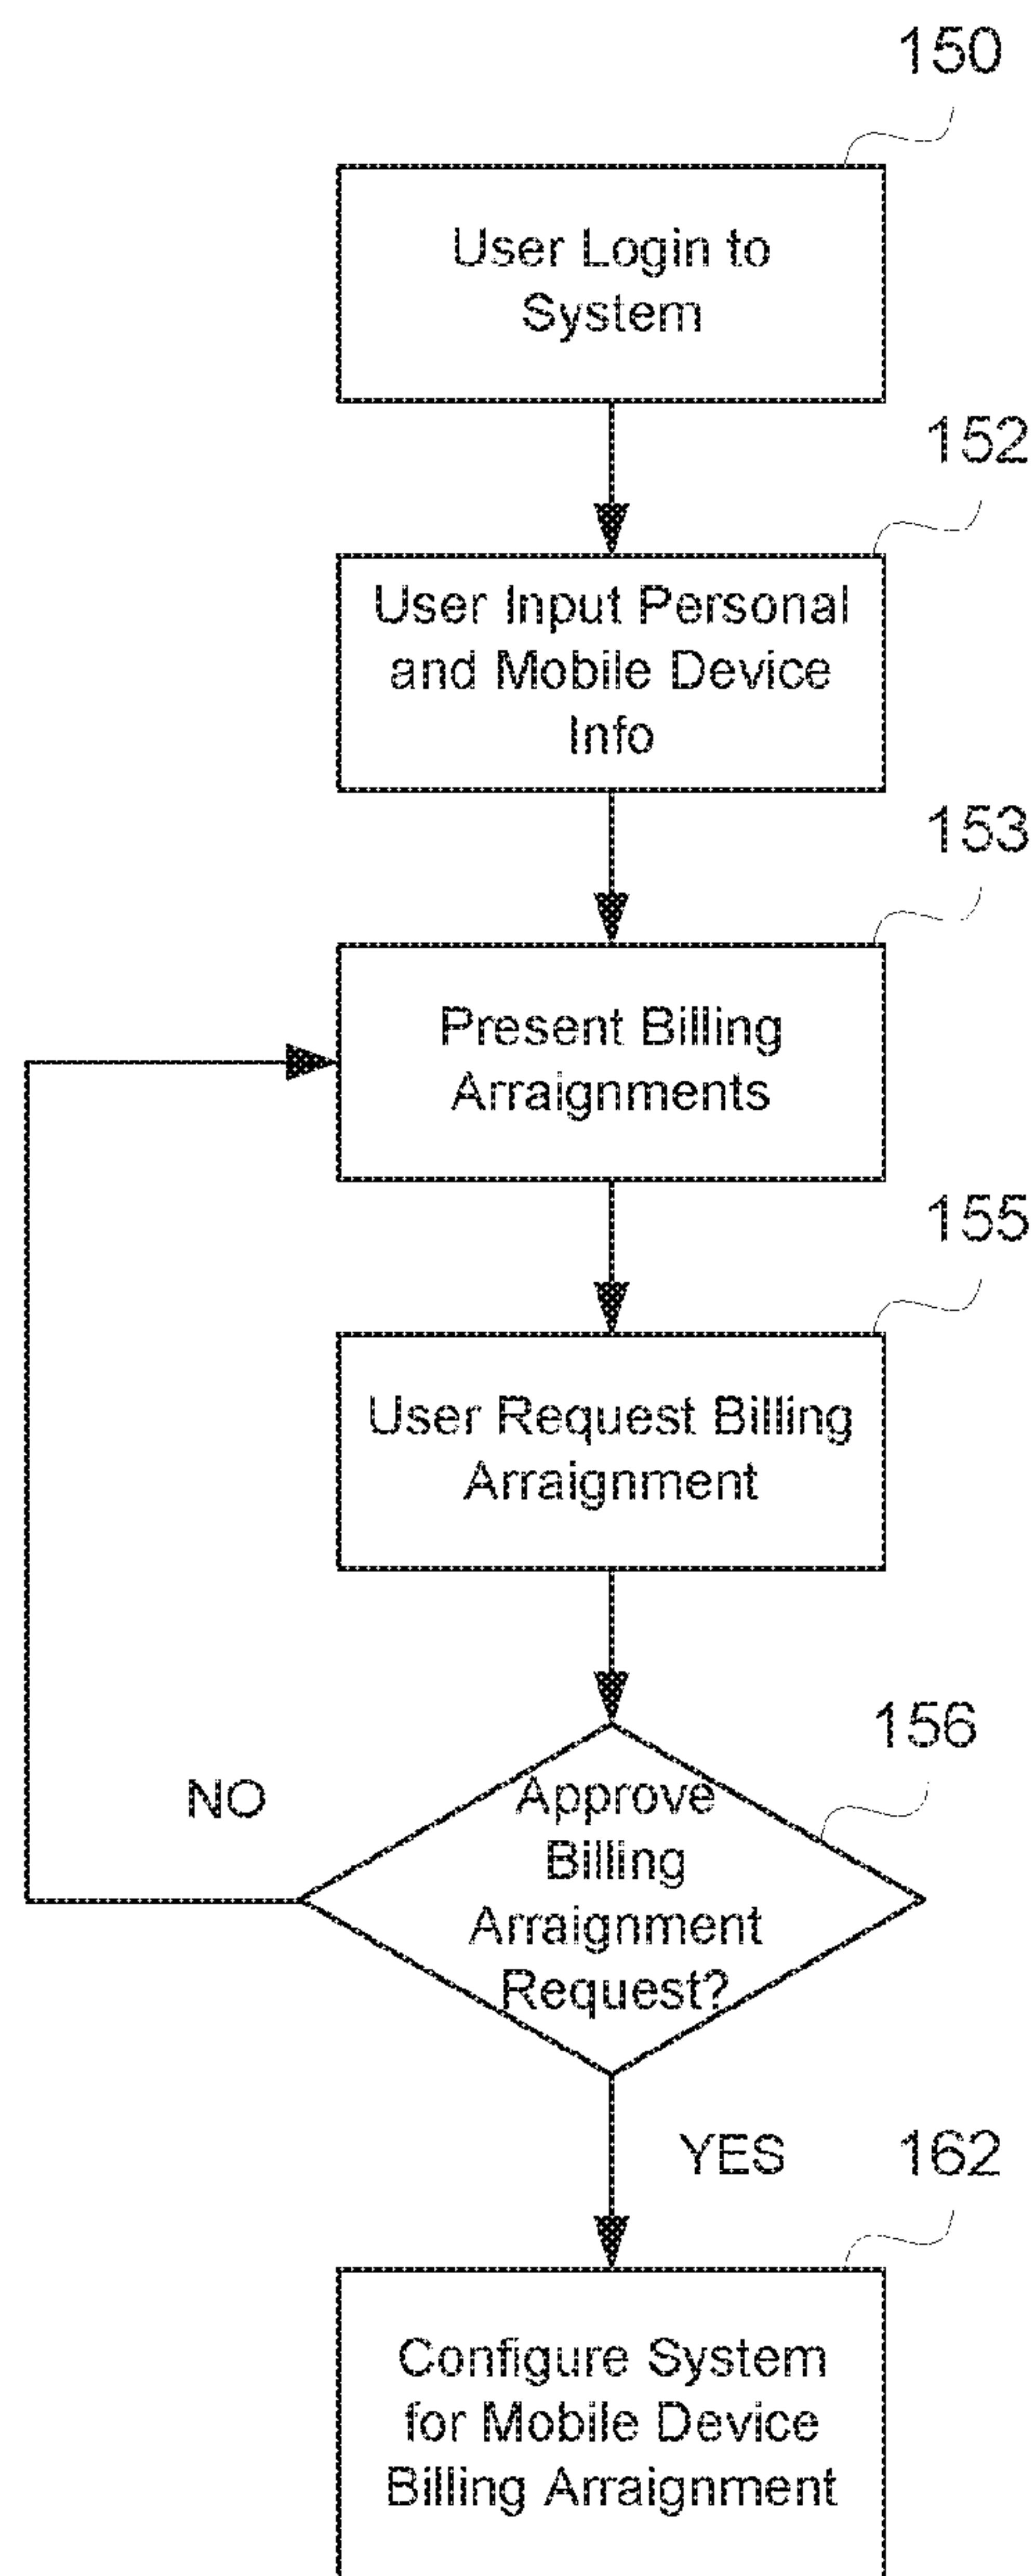 150
User Login to
System
152
User Input Personal
and Mobile Device
Info
153
Present Billing
Arraignments
155
User Request Billing
Arraignment
156
NO
Approve
Billing
Arraignment
Request?
YES
162
Configure System
for Mobile Device
Billing Arraignment